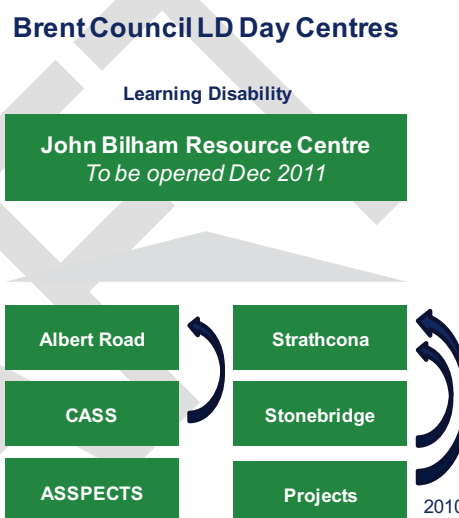 Brent Council LD Day Centres
Learning Disability
John Bilham Resource Centre
To be opened Dec 2011
Albert Road
Strathcona
CASS
Stonebridge
ASSPECTS
Projects
2010